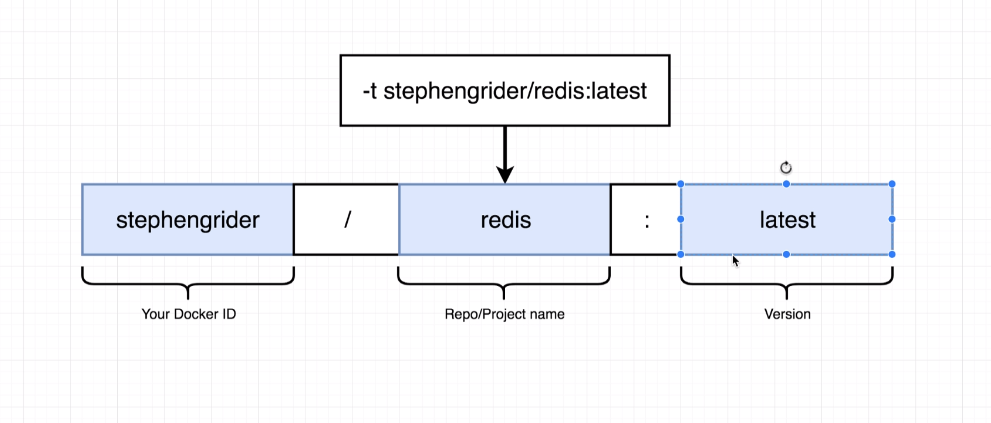 -t stephengrider/redis:latest
stephengrider / redis : latest
Your Docker ID Repo/Project name Version